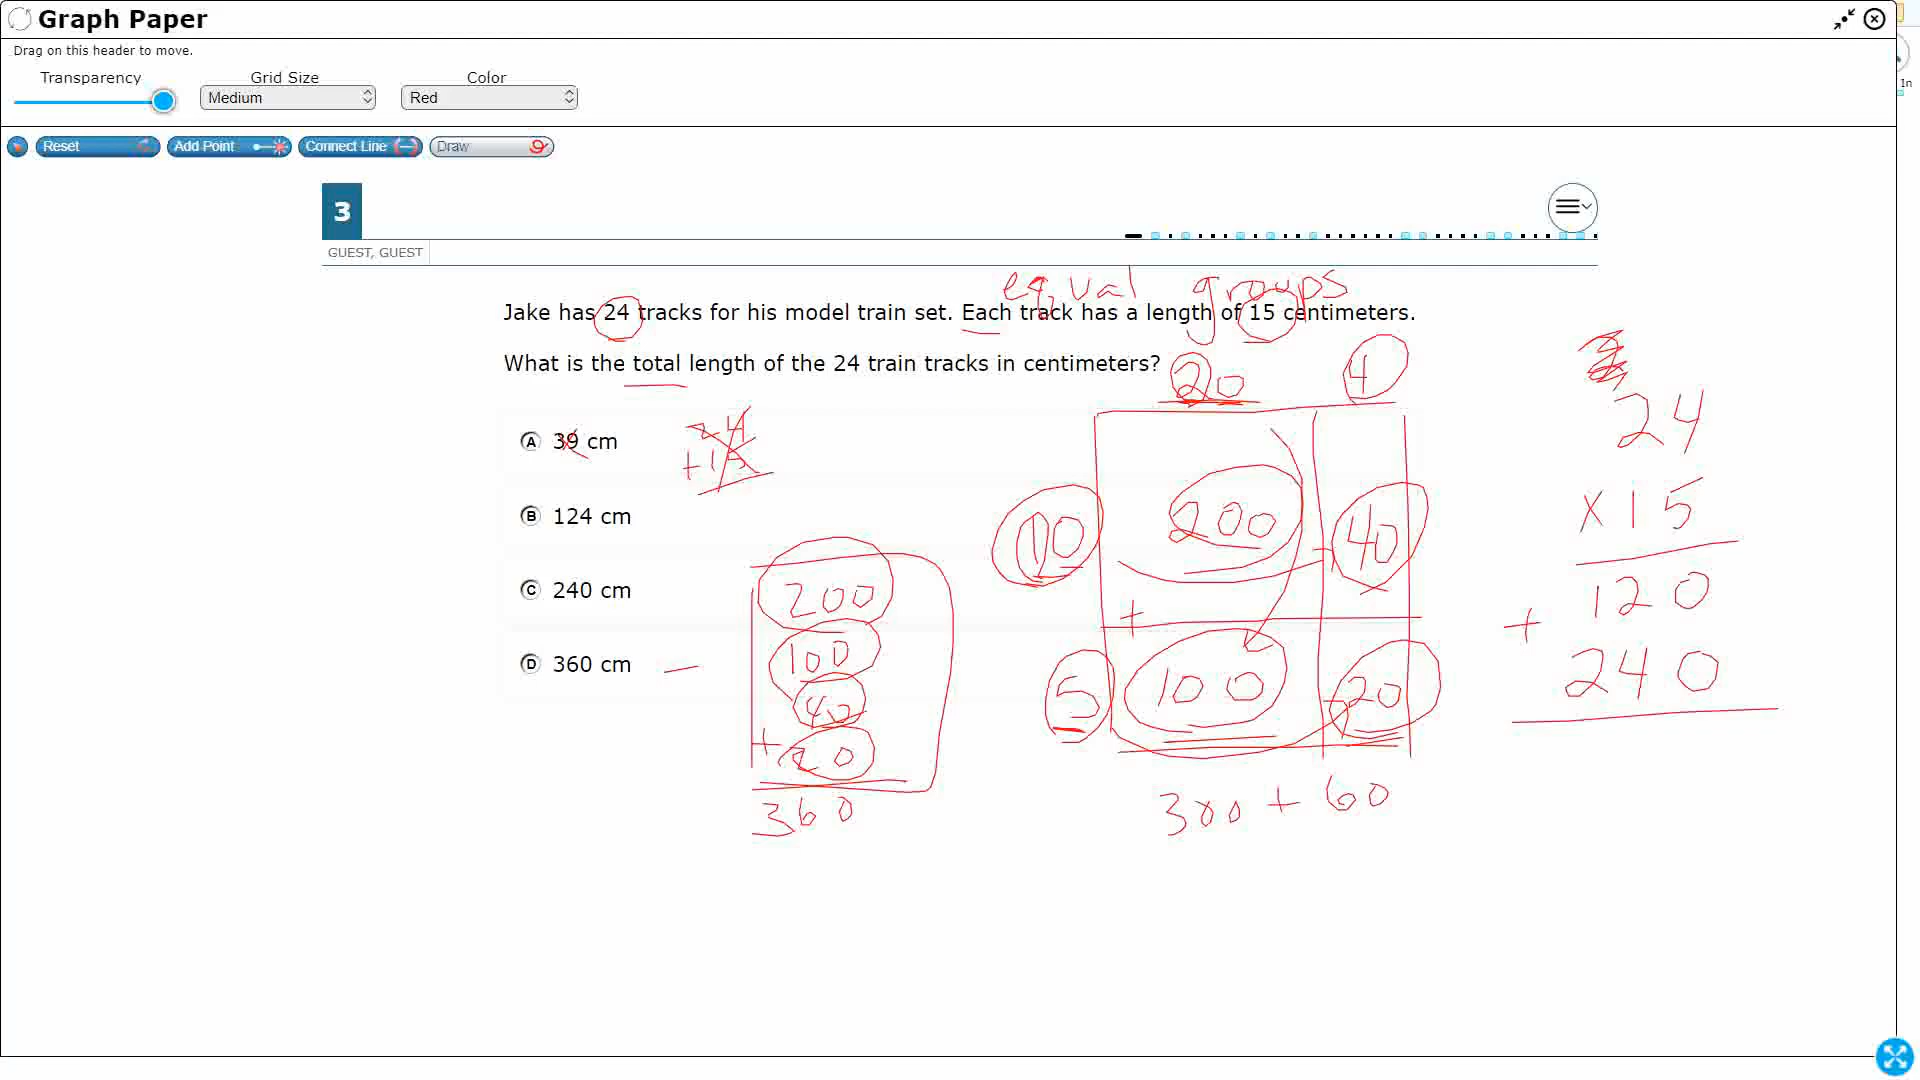 Graph Paper
Drag on this header to move.
Transparency Grid Size Color
Medium Red
In
Reset Add Point Connect Line Draw
3
GUEST, GUEST
equal groups
Jake has 24 tracks for his model train set. Each track has a length of 15 centimeters.
What is the total length of the 24 train tracks in centimeters?
20 4
A 39 cm
24
+15
B 124 cm
C 240 cm
D 360 cm —
200
100
40
+20
360
10 200 + 40
+
5 100 20
300 + 60
24
x 15
120
+
240